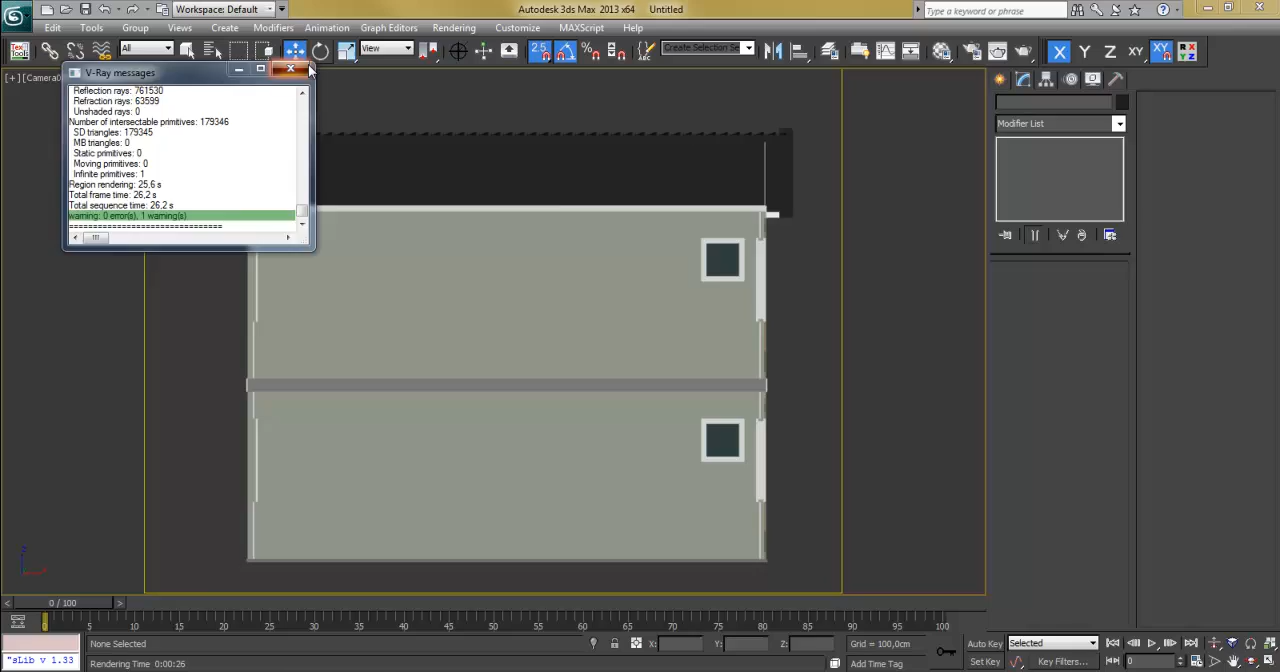 Workspace: Default
Autodesk 3ds Max 2013 x64 Untitled
Type a keyword or phrase
Edit Tools Group Views Create Modifiers Animation Graph Editors Rendering Customize MAXScript Help
All View 2.5 % Create Selection Se X Y Z XY XY
[+] [Camera0
V-Ray messages
Reflection rays: 761530
Refraction rays: 63599
Unshaded rays: 0
Number of intersectable primitives: 179346
SD triangles: 179345
MB triangles: 0
Static primitives: 0
Moving primitives: 0
Infinite primitives: 1
Region rendering: 25,6 s
Total frame time: 26,2 s
Total sequence time: 26,2 s
warning: 0 error(s), 1 warning(s)
================================
Modifier List
0 / 100
0 5 10 15 20 25 30 35 40 45 50 55 60 65 70 75 80 85 90 95 100
None Selected X: Y: Z: Grid = 100,0cm Auto Key Selected
"sLib v 1.33 Rendering Time 0:00:26 Add Time Tag Set Key Key Filters... 0